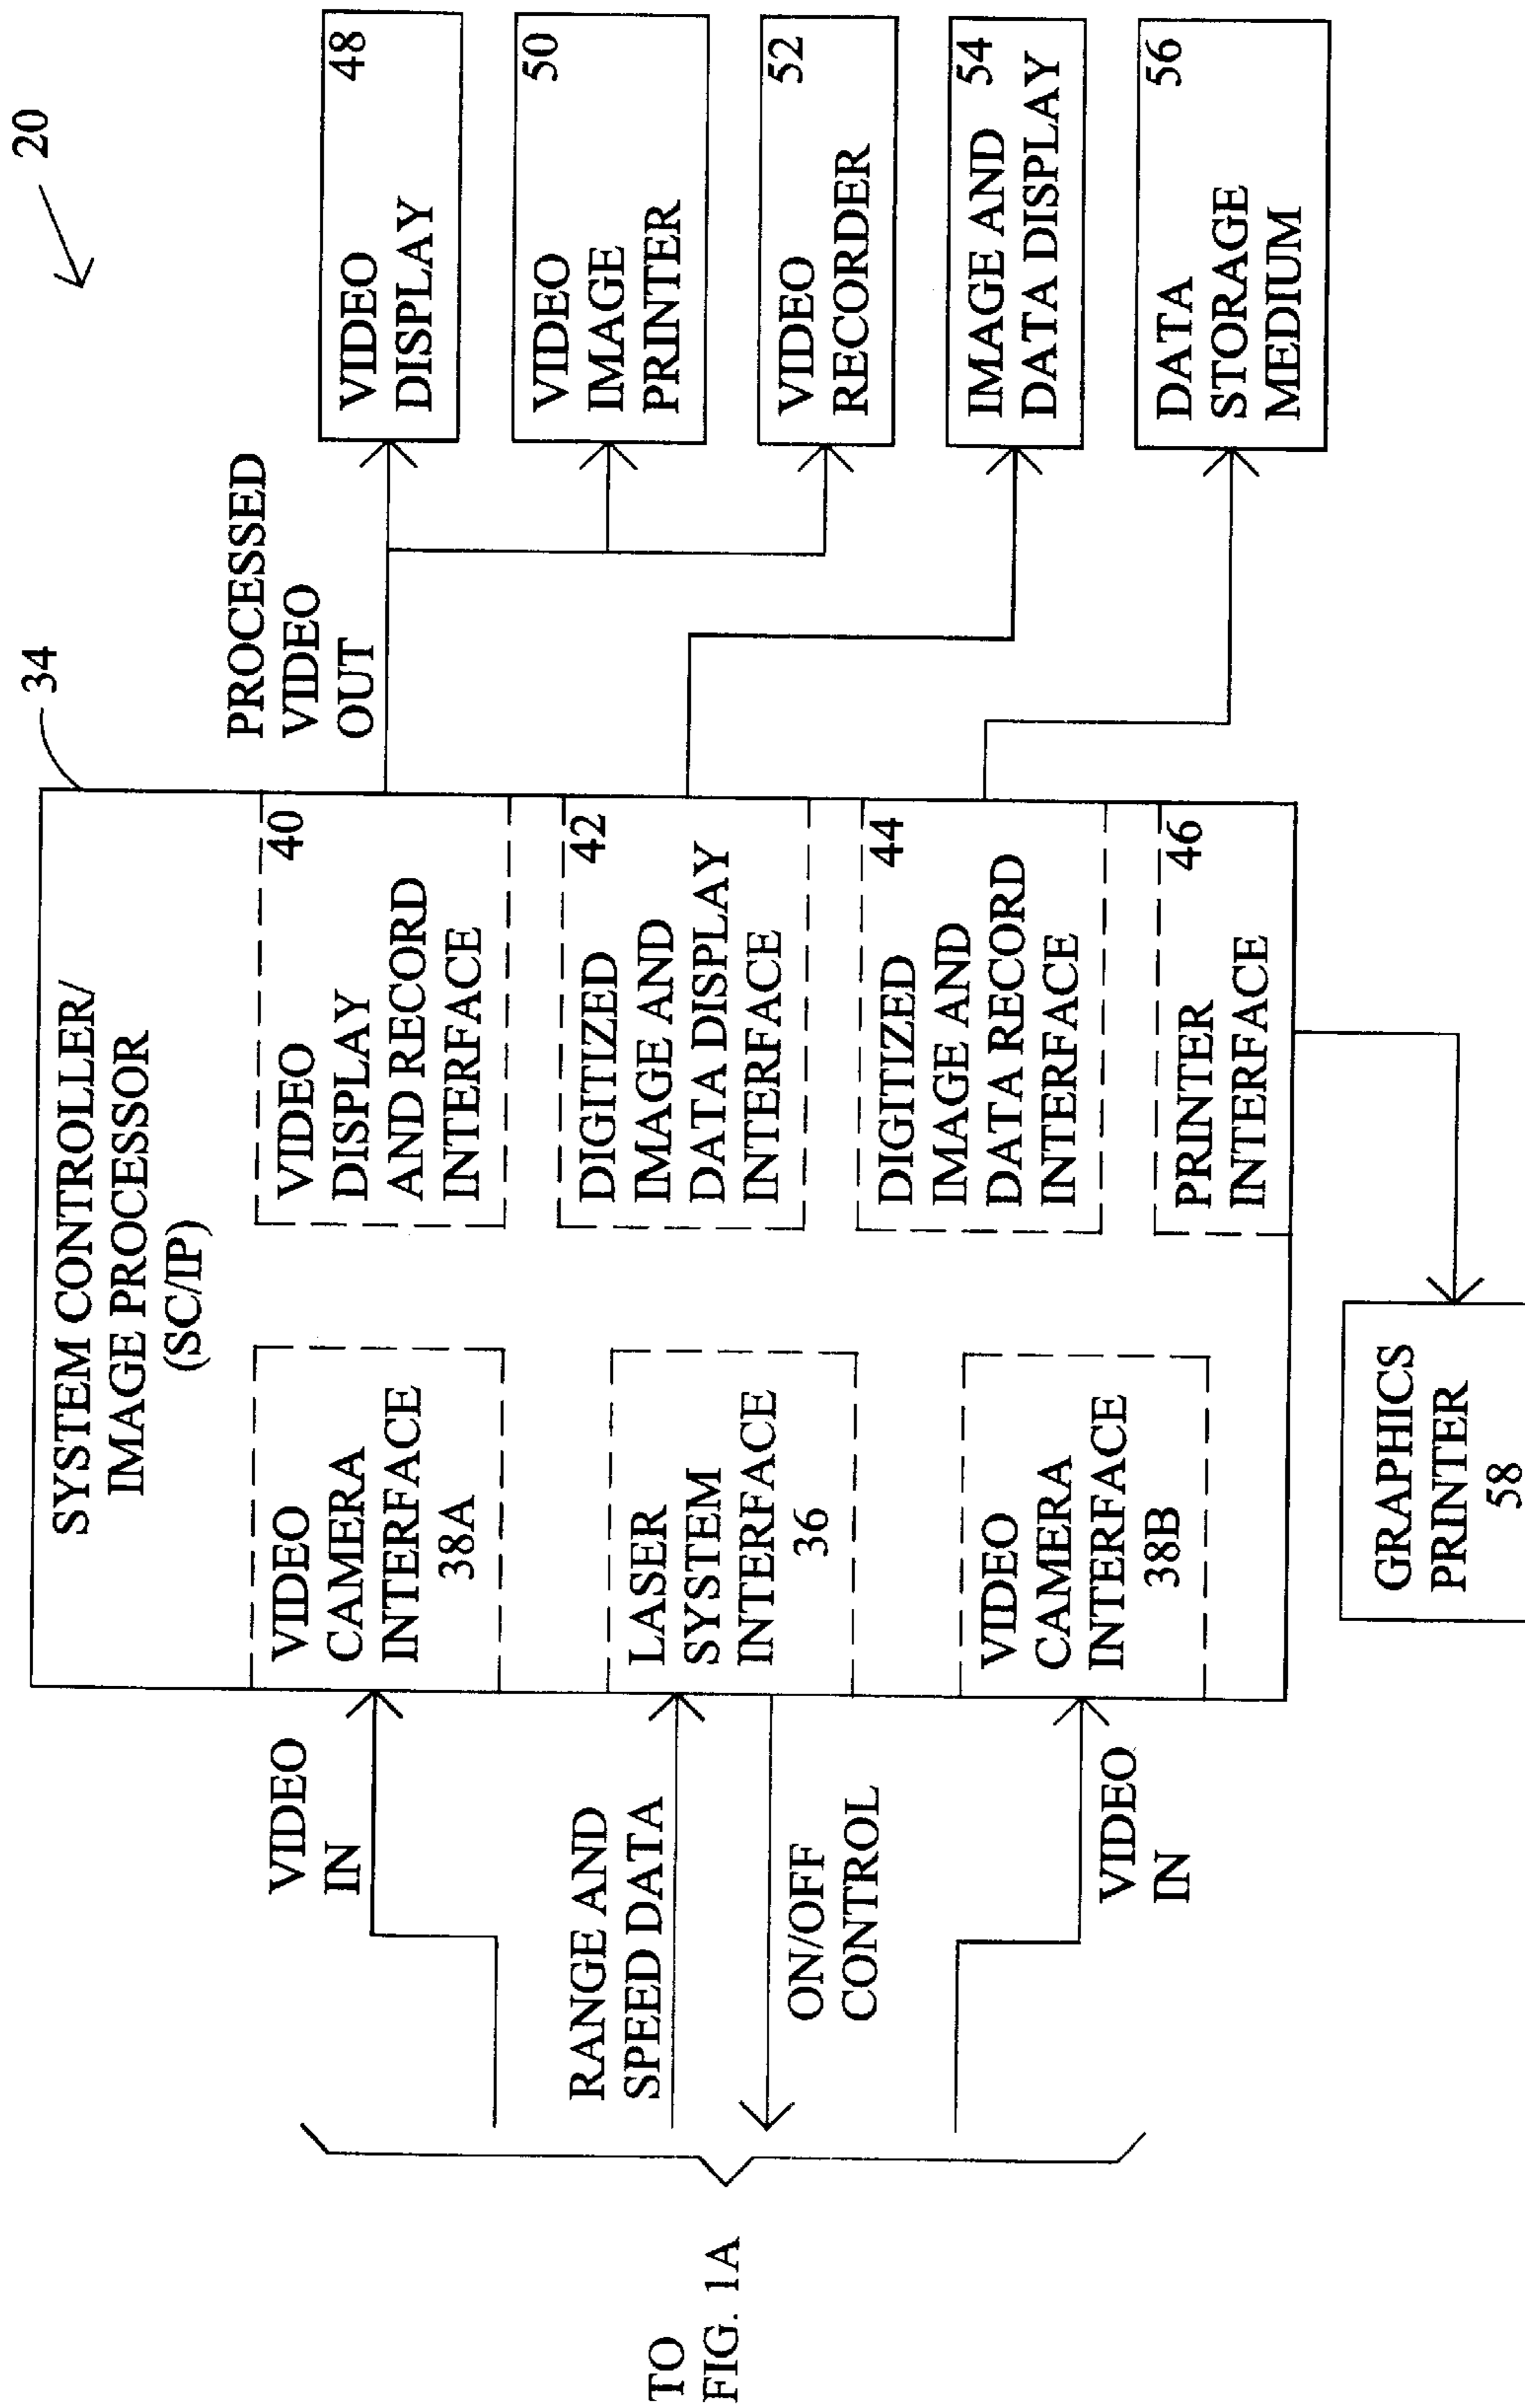 20
34
SYSTEM CONTROLLER/
IMAGE PROCESSOR
(SC/IP)
TO
FIG. 1A
VIDEO
IN
RANGE AND
SPEED DATA
ON/OFF
CONTROL
VIDEO
IN
VIDEO
CAMERA
INTERFACE
38A
LASER
SYSTEM
INTERFACE
36
VIDEO
CAMERA
INTERFACE
38B
40
VIDEO
DISPLAY
AND RECORD
INTERFACE
42
DIGITIZED
IMAGE AND
DATA DISPLAY
INTERFACE
44
DIGITIZED
IMAGE AND
DATA RECORD
INTERFACE
46
PRINTER
INTERFACE
PROCESSED
VIDEO
OUT
VIDEO 48
DISPLAY
VIDEO 50
IMAGE
PRINTER
VIDEO 52
RECORDER
IMAGE AND 54
DATA DISPLAY
DATA 56
STORAGE
MEDIUM
GRAPHICS
PRINTER
58